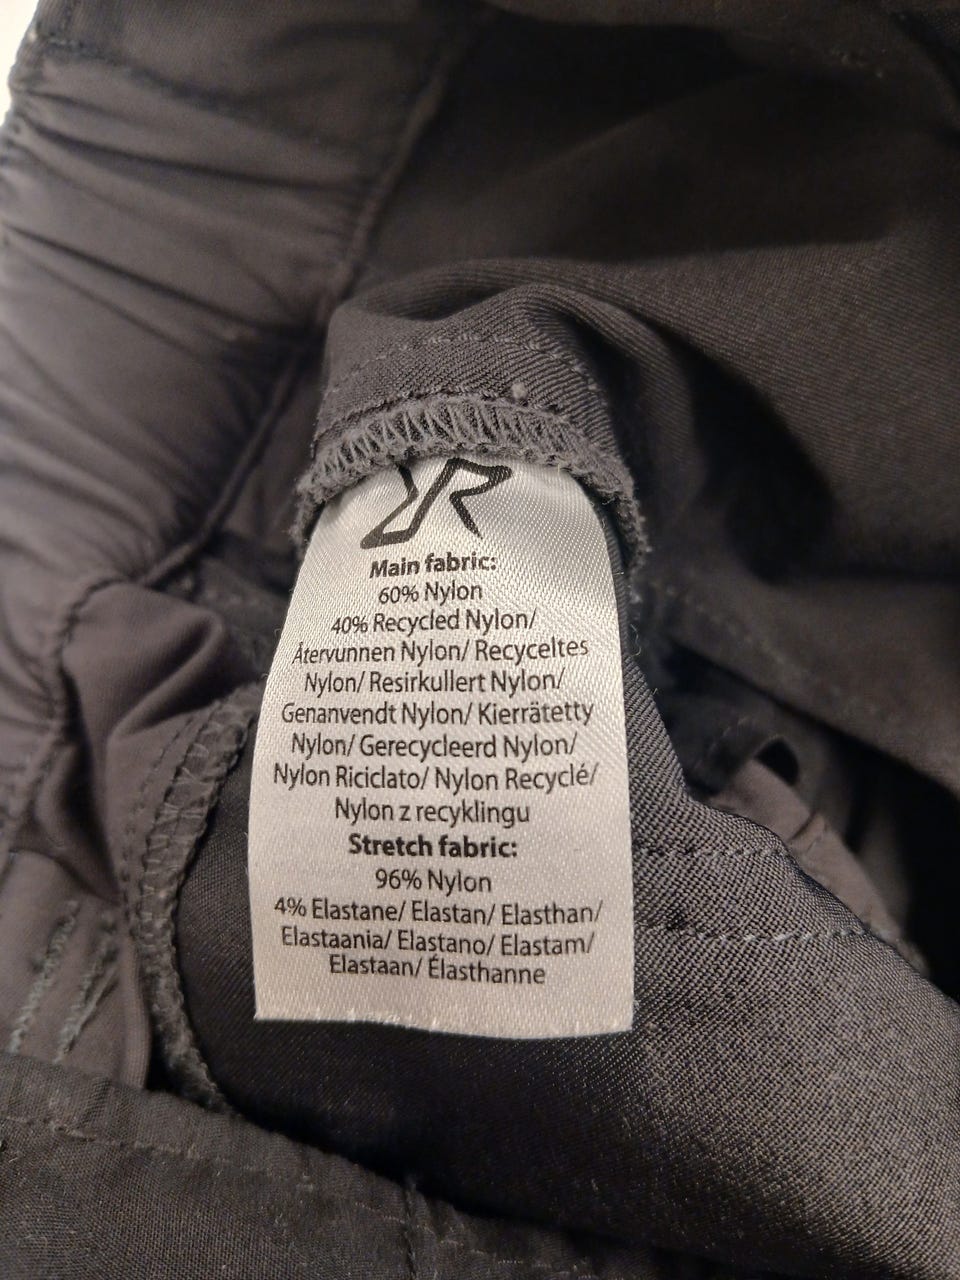 Main fabric:
60% Nylon
40% Recycled Nylon/
Återvunnen Nylon/ Recyceltes
Nylon/ Resirkullert Nylon/
Genanvendt Nylon/ Kierrätetty
Nylon/ Gerecycleerd Nylon/
Nylon Riciclato/ Nylon Recyclé/
Nylon z recyklingu
Stretch fabric:
96% Nylon
4% Elastane/ Elastan/ Elasthan/
Elastaania/ Elastano/ Elastam/
Elastaan/ Élasthanne